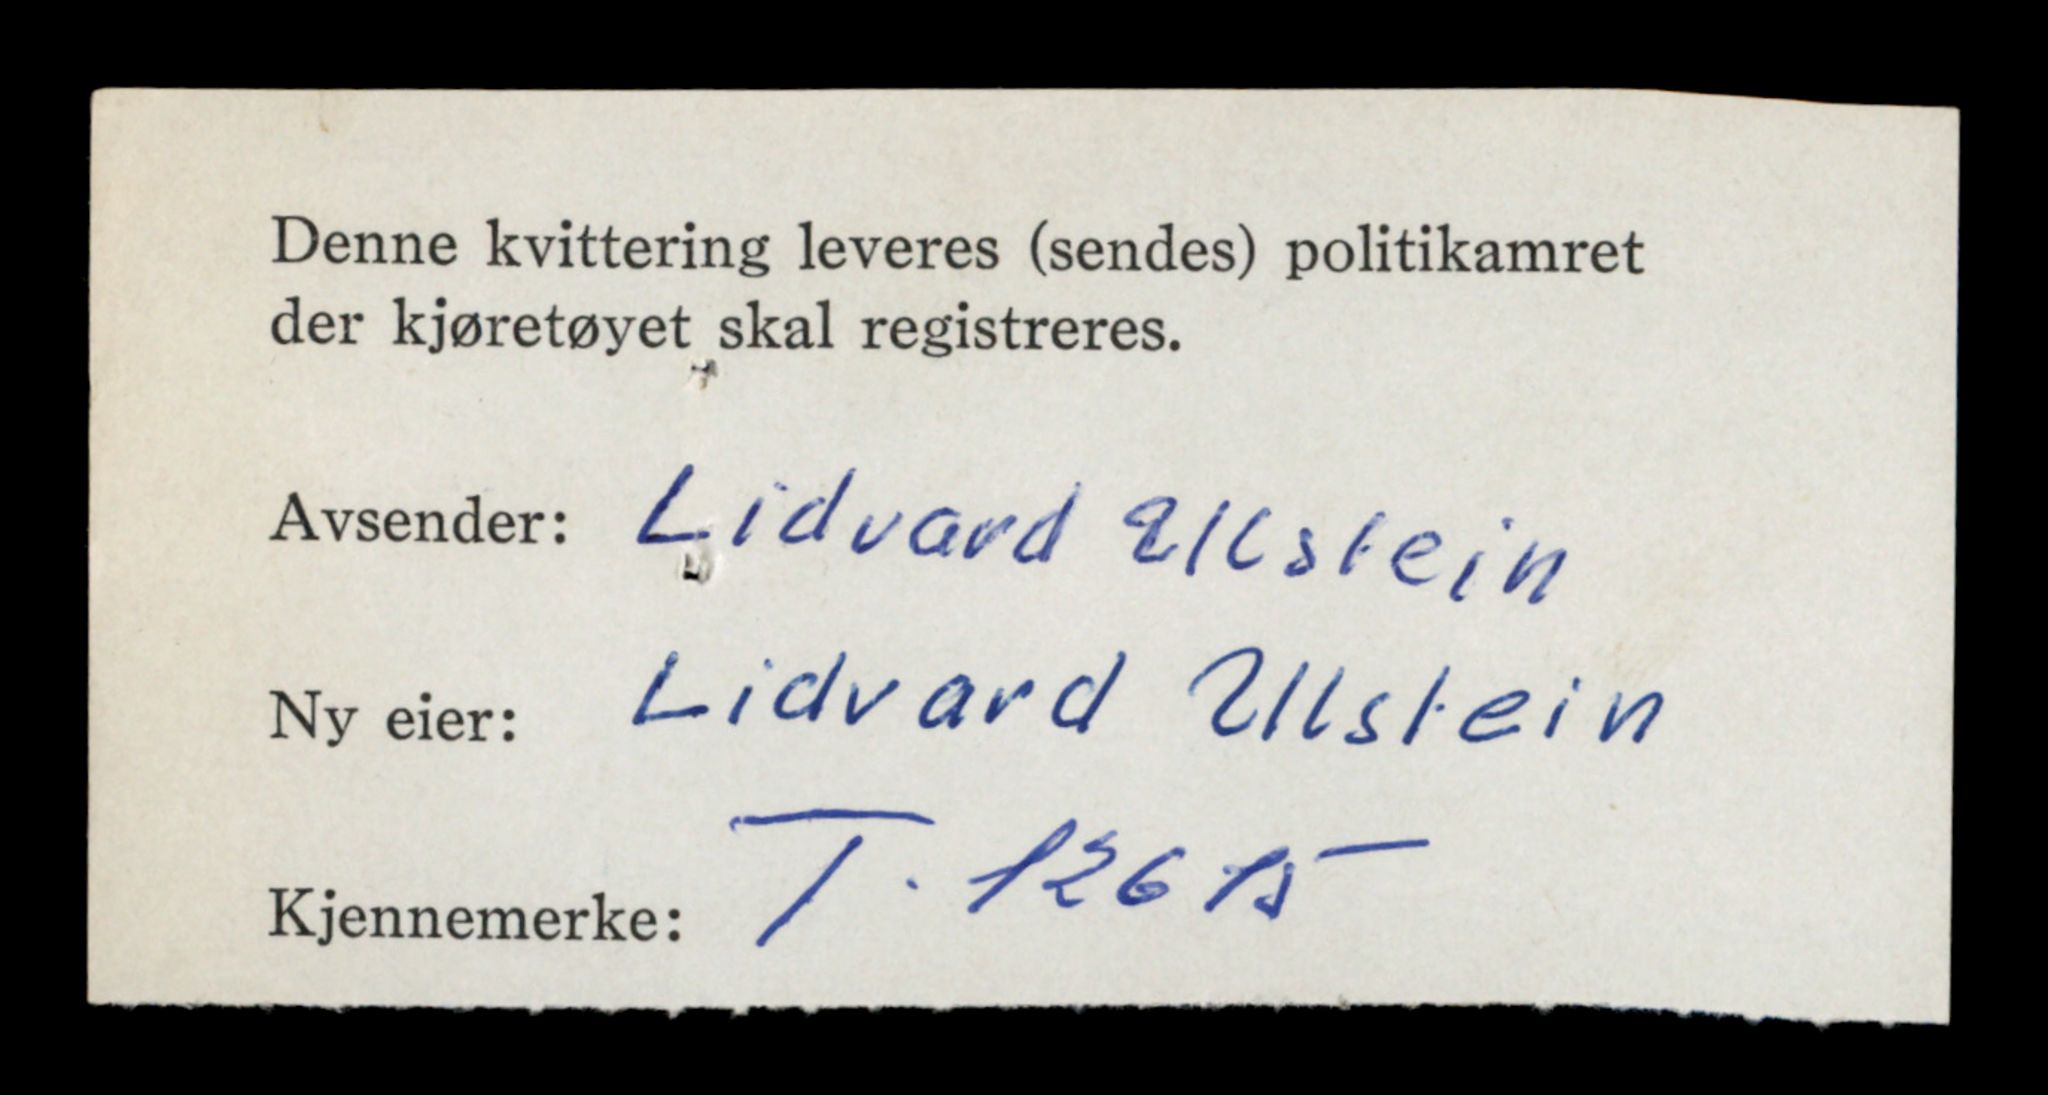 Denne kvittering leveres (sendes) politikamret
der kjøretøyet skal registreres.
Avsender: Lidvard Ullstein
Ny eier: Lidvard Ullstein
Kjennemerke: T. 12615